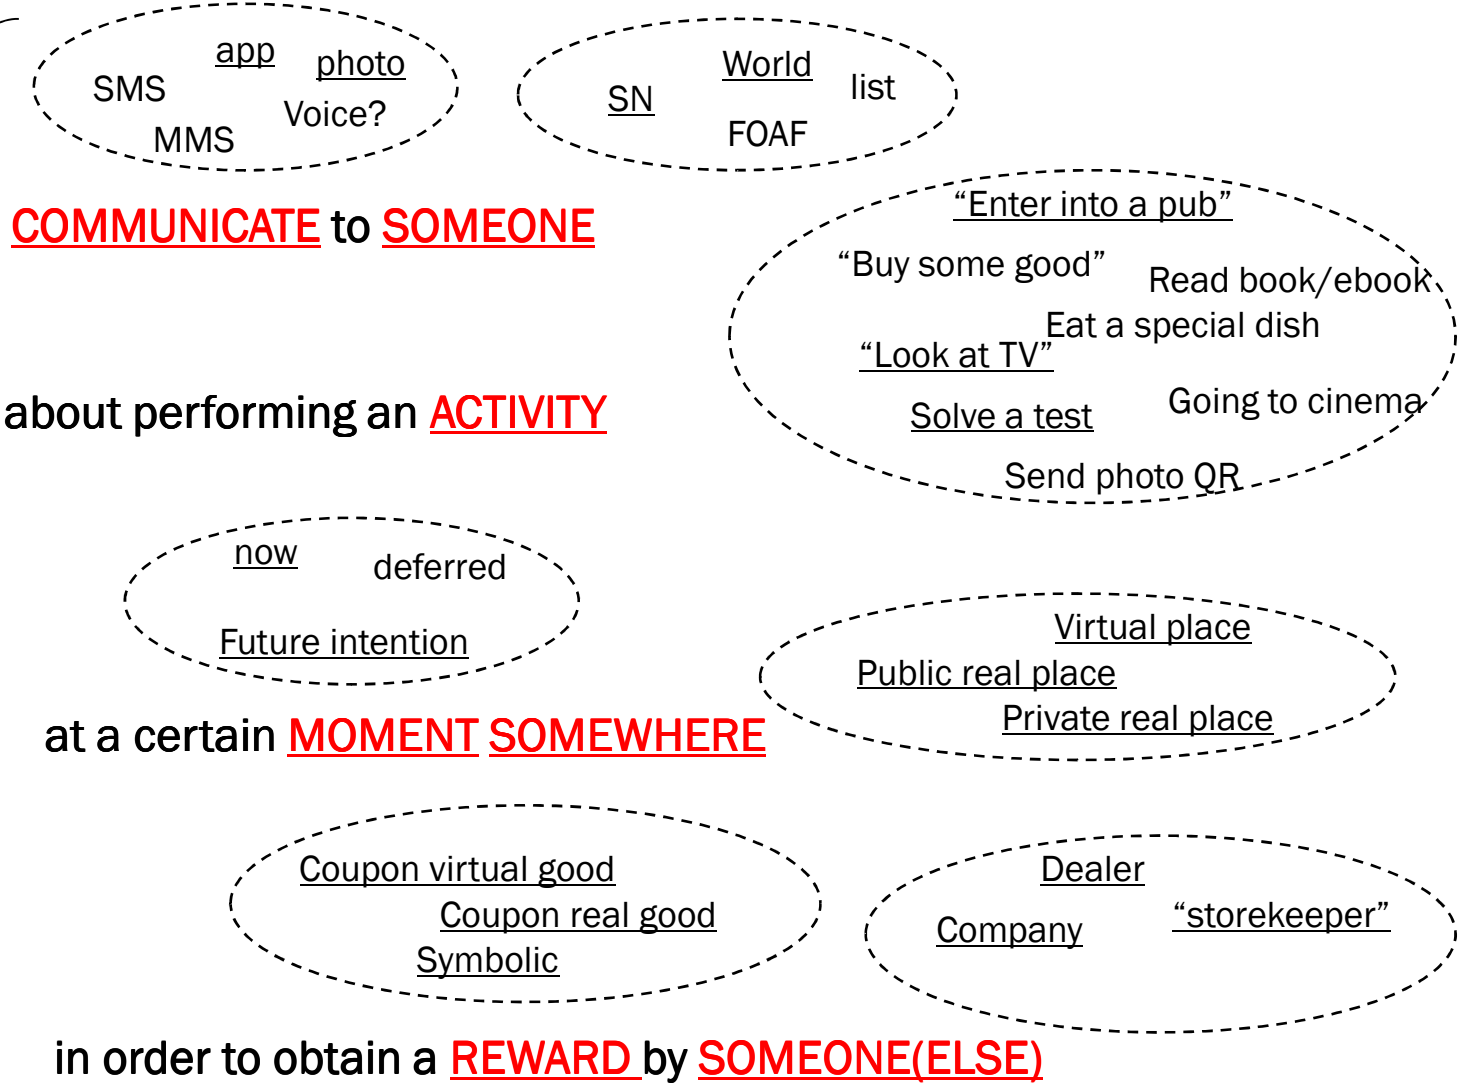 app
photo
SMS
Voice?
MMS
World
list
SN
FOAF
COMMUNICATE to SOMEONE
“Enter into a pub”
“Buy some good”
Read book/ebook
Eat a special dish
“Look at TV”
Going to cinema
Solve a test
Send photo QR
about performing an ACTIVITY
now
deferred
Future intention
Virtual place
Public real place
Private real place
at a certain MOMENT SOMEWHERE
Coupon virtual good
Coupon real good
Symbolic
Dealer
“storekeeper”
Company
in order to obtain a REWARD by SOMEONE(ELSE)